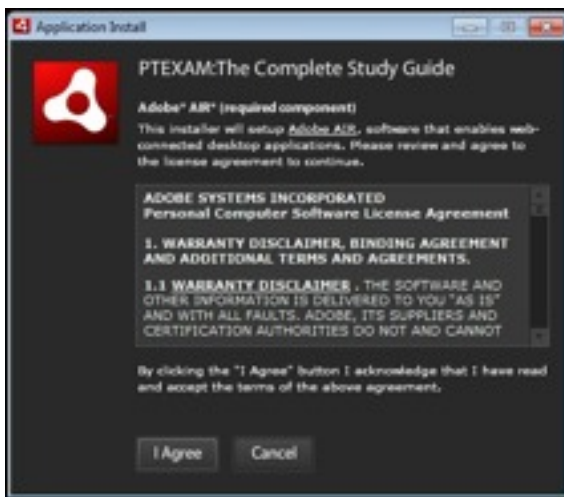 Application Install
PTEXAM:The Complete Study Guide
Adobe® AIR® (required component)
This installer will setup Adobe AIR, software that enables web-
connected desktop applications. Please review and agree to
the license agreement to continue.
ADOBE SYSTEMS INCORPORATED
Personal Computer Software License Agreement
1. WARRANTY DISCLAIMER, BINDING AGREEMENT
AND ADDITIONAL TERMS AND AGREEMENTS.
1.1 WARRANTY DISCLAIMER . THE SOFTWARE AND
OTHER INFORMATION IS DELIVERED TO YOU "AS IS"
AND WITH ALL FAULTS. ADOBE, ITS SUPPLIERS AND
CERTIFICATION AUTHORITIES DO NOT AND CANNOT
By clicking the "I Agree" button I acknowledge that I have read
and accept the terms of the above agreement.
I Agree Cancel